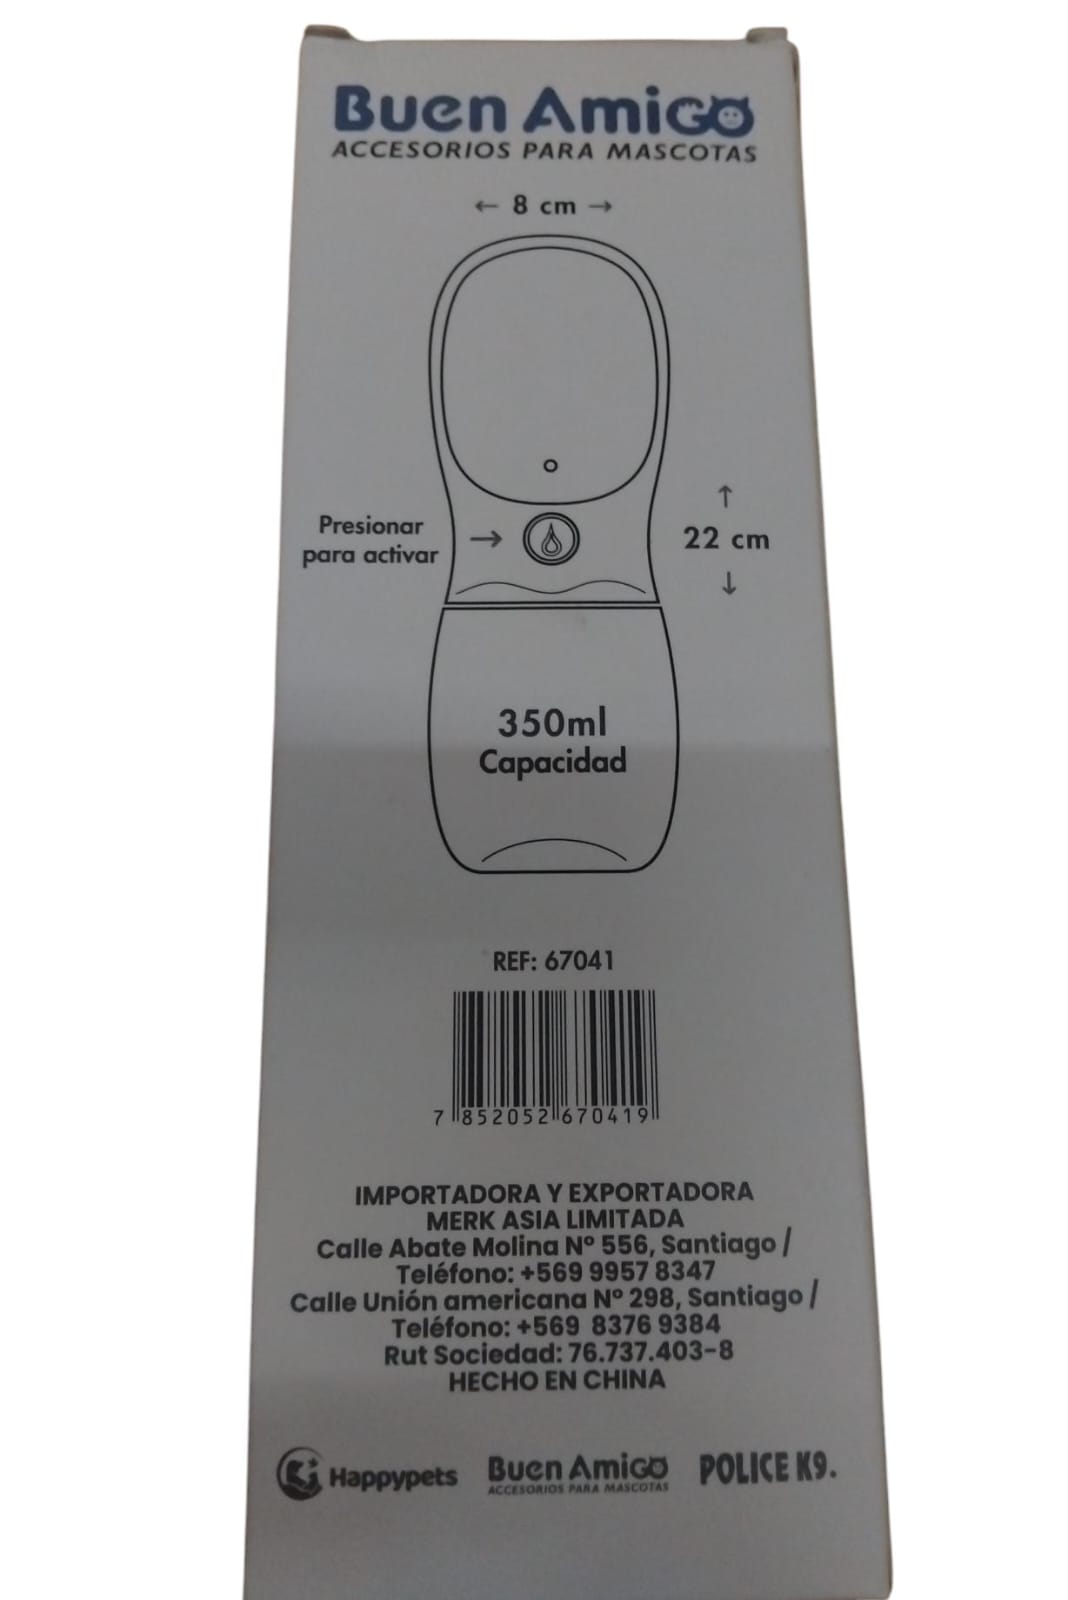 Buen Amigo
ACCESORIOS PARA MASCOTAS
← 8 cm →
Presionar
para activar →
↑
22 cm
↓
350ml
Capacidad
REF: 67041
7 852052 670419
IMPORTADORA Y EXPORTADORA
MERK ASIA LIMITADA
Calle Abate Molina Nº 556, Santiago /
Teléfono: +569 9957 8347
Calle Unión americana Nº 298, Santiago /
Teléfono: +569 8376 9384
Rut Sociedad: 76.737.403-8
HECHO EN CHINA
Happypets
Buen Amigo
ACCESORIOS PARA MASCOTAS
POLICE K9.